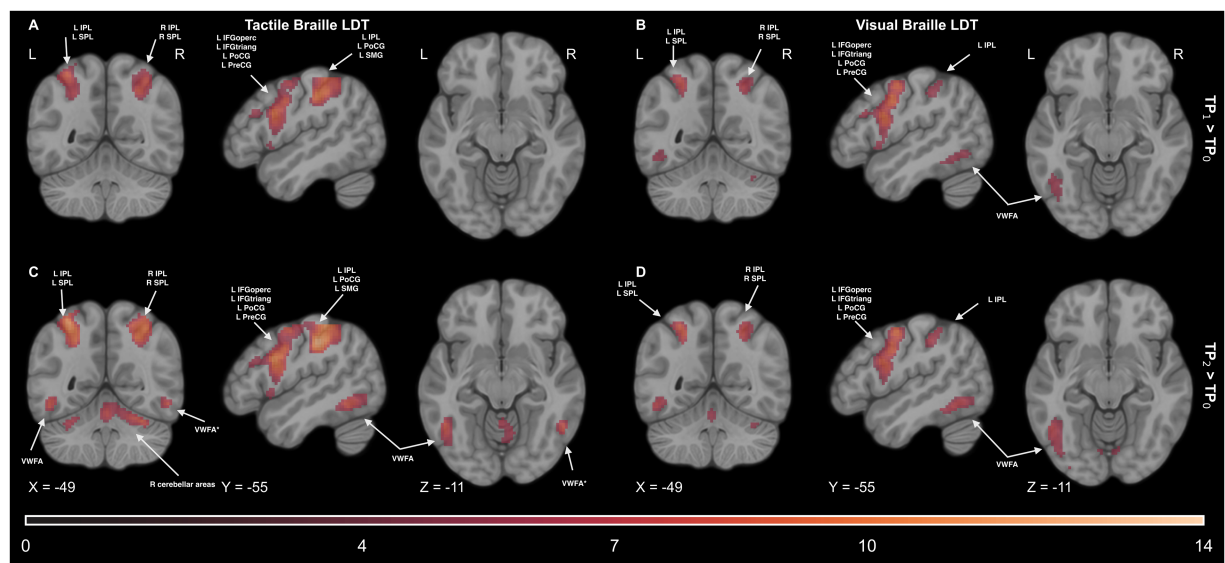 A
Tactile Braille LDT
L IPL
L SPL
R IPL
R SPL
L
R
L IFGoperc
L IFGtriang
L PoCG
L PreCG
L IPL
L PoCG
L SMG
L
R
B
Visual Braille LDT
L IPL
L SPL
R IPL
R SPL
L
R
L IFGoperc
L IFGtriang
L PoCG
L PreCG
L IPL
L
R
VWFA
TP1 > TP0
C
L IPL
L SPL
R IPL
R SPL
L IFGoperc
L IFGtriang
L PoCG
L PreCG
L IPL
L PoCG
L SMG
VWFA
VWFA*
R cerebellar areas
VWFA
VWFA*
X = -49
Y = -55
Z = -11
D
L IPL
L SPL
R IPL
R SPL
L IFGoperc
L IFGtriang
L PoCG
L PreCG
L IPL
VWFA
X = -49
Y = -55
Z = -11
TP2 > TP0
0
4
7
10
14